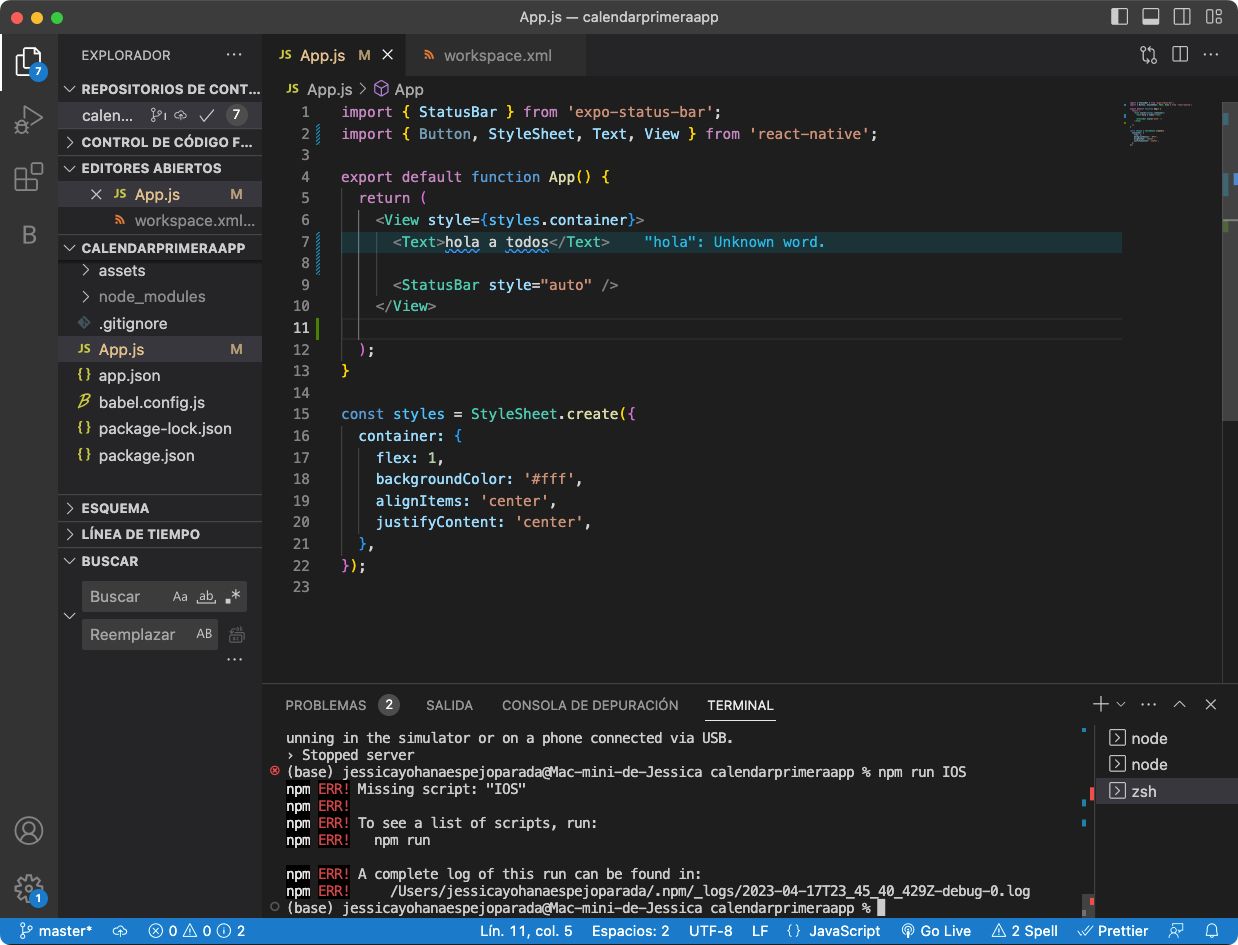 App.js — calendarprimeraapp
EXPLORADOR
7
REPOSITORIOS DE CONT...
calen... 7
CONTROL DE CÓDIGO F...
EDITORES ABIERTOS
JS App.js M
workspace.xml...
CALENDARPRIMERAAPP
assets
node_modules
.gitignore
JS App.js M
{} app.json
babel.config.js
{} package-lock.json
{} package.json
ESQUEMA
LÍNEA DE TIEMPO
BUSCAR
Buscar Aa ab .*
Reemplazar AB
...
B
1
JS App.js M
workspace.xml
JS App.js > App
1 import { StatusBar } from 'expo-status-bar';
2 import { Button, StyleSheet, Text, View } from 'react-native';
3
4 export default function App() {
5 return (
6 <View style={styles.container}>
7 <Text>hola a todos</Text> "hola": Unknown word.
8
9 <StatusBar style="auto" />
10 </View>
11
12 );
13 }
14
15 const styles = StyleSheet.create({
16 container: {
17 flex: 1,
18 backgroundColor: '#fff',
19 alignItems: 'center',
20 justifyContent: 'center',
21 },
22 });
23
PROBLEMAS 2 SALIDA CONSOLA DE DEPURACIÓN TERMINAL
unning in the simulator or on a phone connected via USB.
› Stopped server
(base) jessicayohanaespejoparada@Mac-mini-de-Jessica calendarprimeraapp % npm run IOS
npm ERR! Missing script: "IOS"
npm ERR!
npm ERR! To see a list of scripts, run:
npm ERR! npm run
npm ERR! A complete log of this run can be found in:
npm ERR! /Users/jessicayohanaespejoparada/.npm/_logs/2023-04-17T23_45_40_429Z-debug-0.log
(base) jessicayohanaespejoparada@Mac-mini-de-Jessica calendarprimeraapp %
node
node
zsh
master* 0 0 2 Lín. 11, col. 5 Espacios: 2 UTF-8 LF {} JavaScript Go Live 2 Spell Prettier